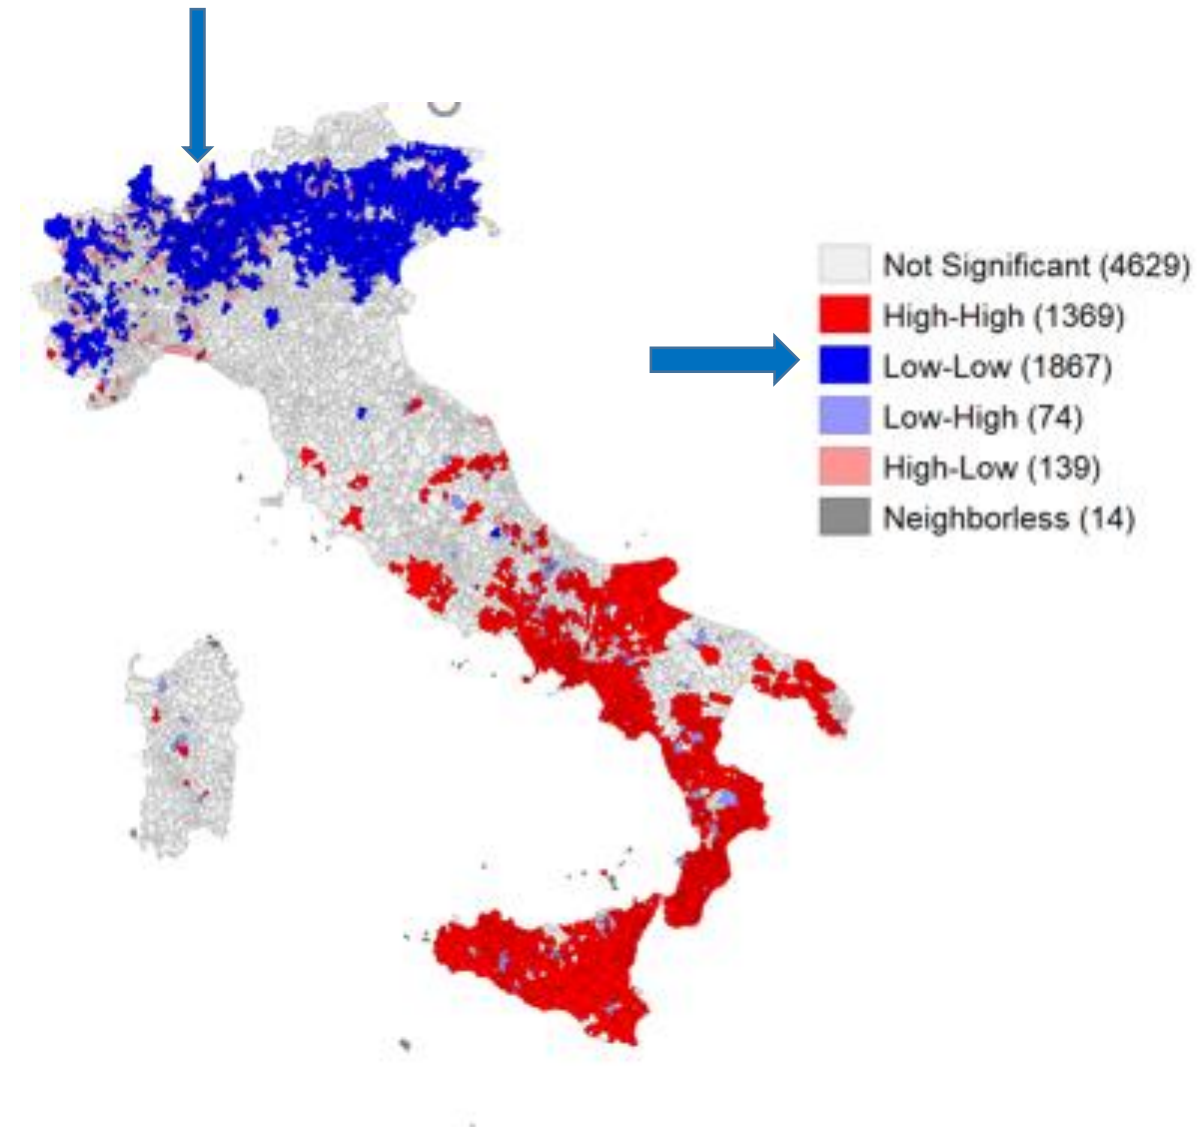 Not Significant (4629)
High-High (1369)
Low-Low (1867)
Low-High (74)
High-Low (139)
Neighborless (14)